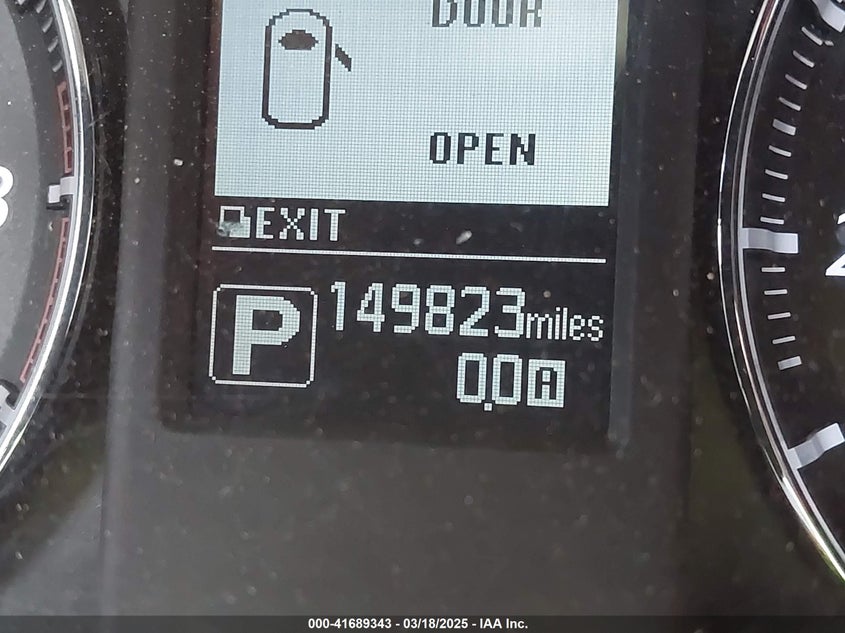 DOOR
OPEN
EXIT
P
149823miles
0.0A
000-41689343 - 03/18/2025 - IAA Inc.